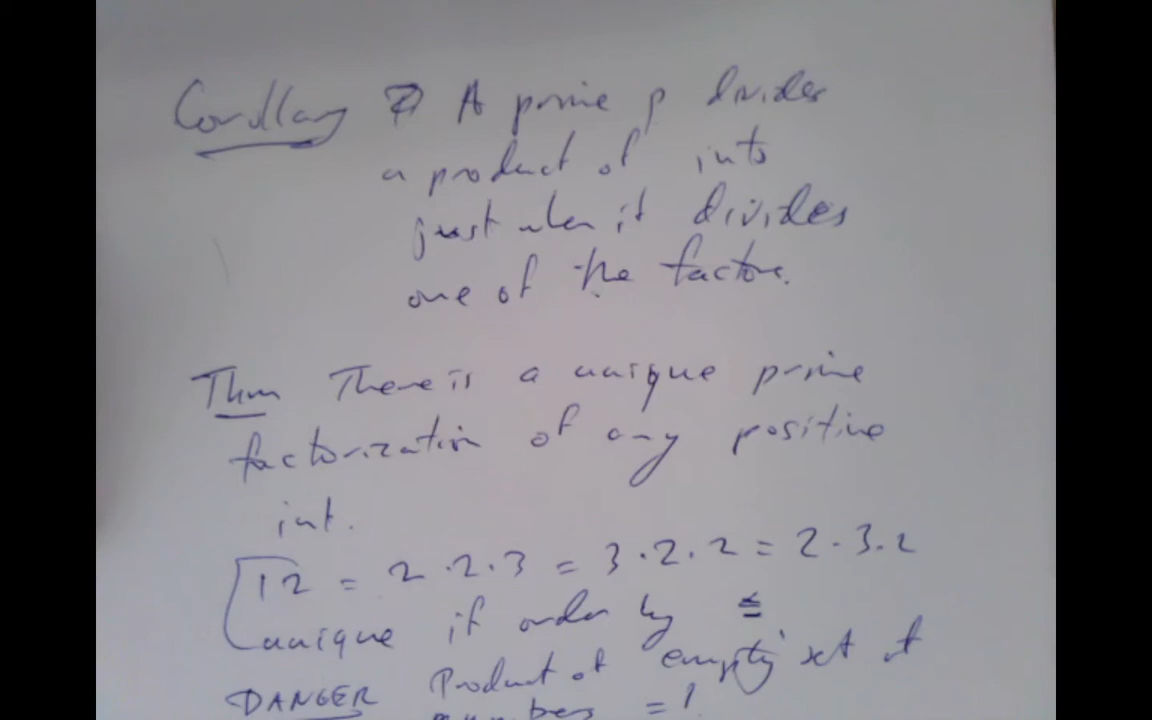 Corollary 7 A prime p divides
a product of ints
just when it divides
one of the factors.
Thm There is a unique prime
factorization of any positive
int.
12 = 2 · 2 · 3 = 3 · 2 · 2 = 2 · 3 · 2
unique if order by ≤
DANGER Product of empty set of
numbers = 1